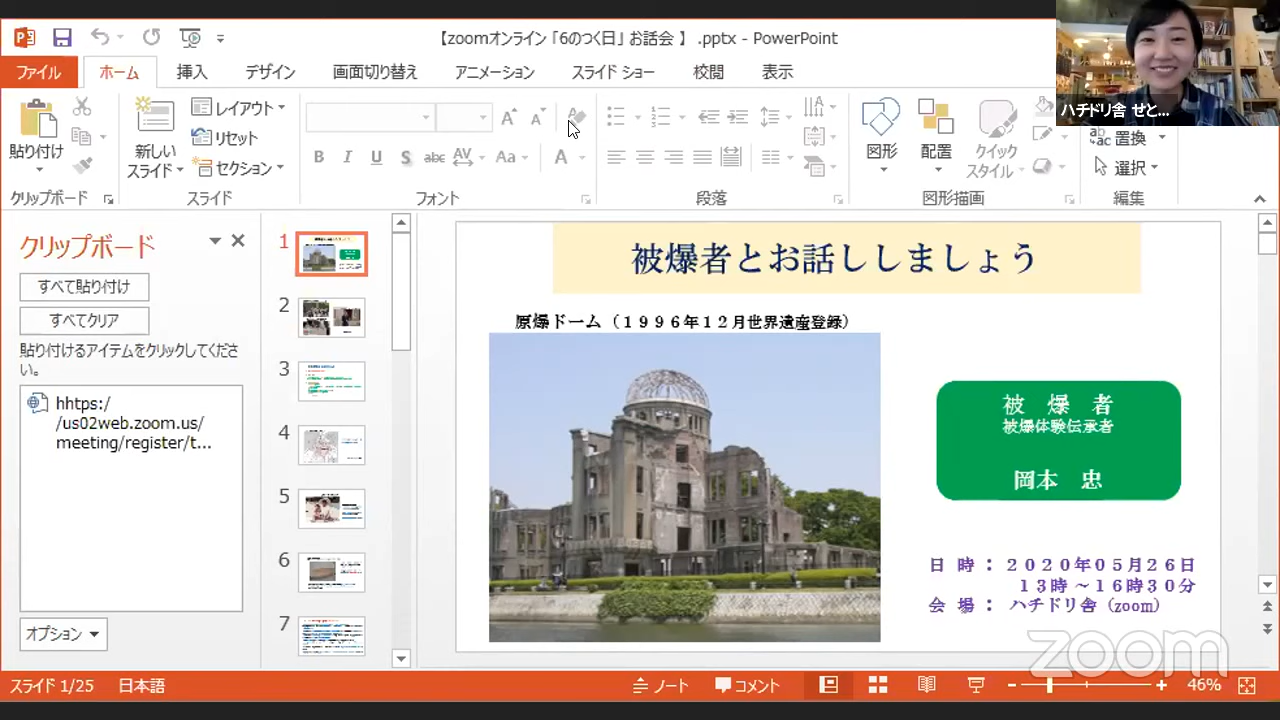 【zoomオンライン「6のつく日」お話会 】 .pptx - PowerPoint
ファイル ホーム 挿入 デザイン 画面切り替え アニメーション スライド ショー 校閲 表示
ハチドリ舎 せと...
貼り付け
新しい
スライド
レイアウト
リセット
セクション
B I U S abc AV Aa A
図形
配置
クイック
スタイル
置換
選択
クリップボード スライド フォント 段落 図形描画 編集
クリップボード
すべて貼り付け
すべてクリア
貼り付けるアイテムをクリックしてくださ
い。
hhtps:/
/us02web.zoom.us/
meeting/register/t...
オプション
1
2
3
4
5
6
7
被爆者とお話ししましょう
原爆ドーム（１９９６年１２月世界遺産登録）
被 爆 者
被爆体験伝承者
岡本 忠
日 時 ： ２０２０年０５月２６日
１３時～１６時３０分
会 場 ： ハチドリ舎（zoom）
zoom
スライド 1/25 日本語 ノート コメント 46%